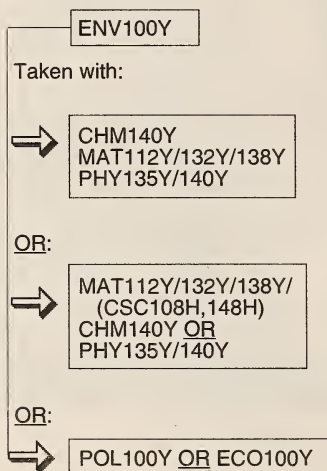 ENV100Y
Taken with:
CHM140Y
MAT112Y/132Y/138Y
PHY135Y/140Y
OR:
MAT112Y/132Y/138Y/
(CSC108H,148H)
CHM140Y OR
PHY135Y/140Y
OR:
POL100Y OR ECO100Y